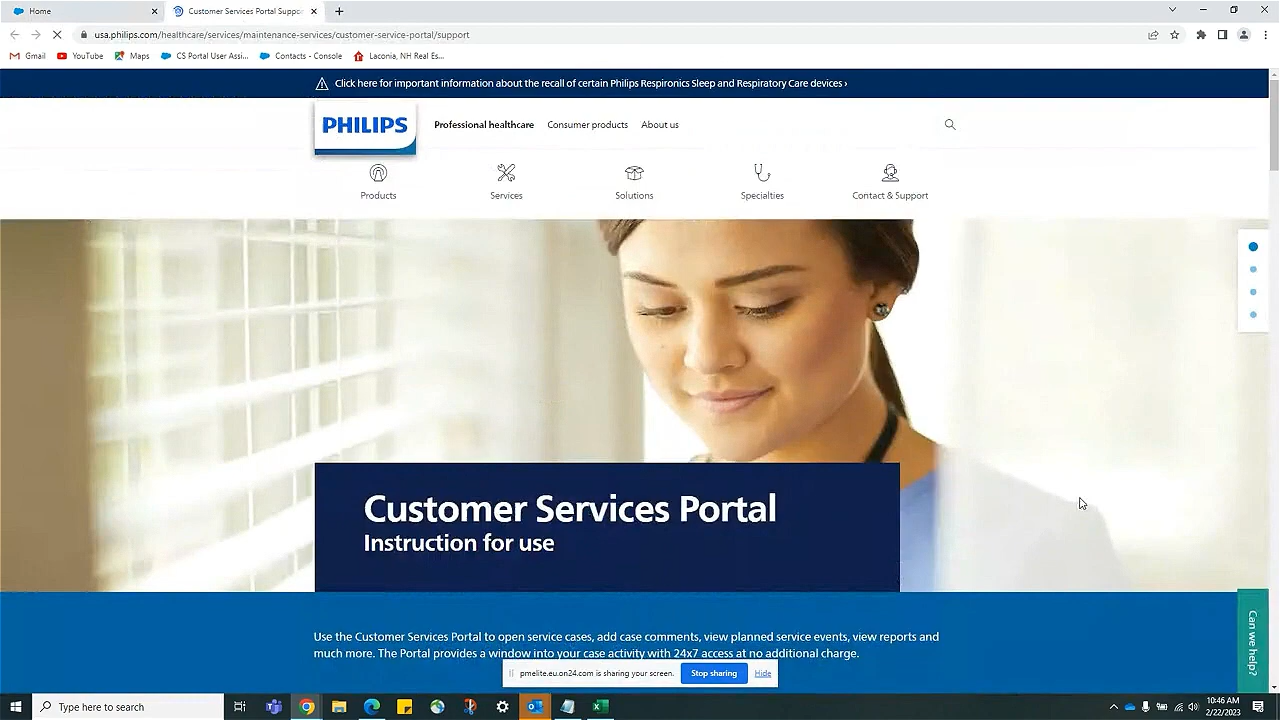 Home
Customer Services Portal Suppo
usa.philips.com/healthcare/services/maintenance-services/customer-service-portal/support
Gmail
YouTube
Maps
CS Portal User Assi...
Contacts - Console
Laconia, NH Real Es...
Click here for important information about the recall of certain Philips Respironics Sleep and Respiratory Care devices ›
PHILIPS
Professional healthcare
Consumer products
About us
Products
Services
Solutions
Specialties
Contact & Support
Customer Services Portal
Instruction for use
Use the Customer Services Portal to open service cases, add case comments, view planned service events, view reports and
much more. The Portal provides a window into your case activity with 24x7 access at no additional charge.
Can we help?
pmelite.eu.on24.com is sharing your screen.
Stop sharing
Hide
Type here to search
10:46 AM
2/22/2023